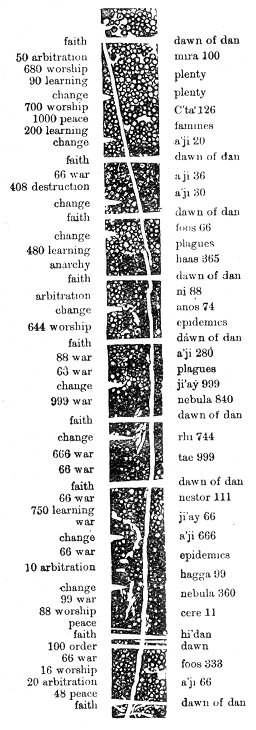 faith
50 arbitration
680 worship
90 learning
change
700 worship
1000 peace
200 learning
change
faith
66 war
408 destruction
change
faith
change
480 learning
anarchy
faith
arbitration
change
644 worship
faith
88 war
63 war
change
999 war
faith
change
666 war
66 war
faith
66 war
750 learning
war
change
66 war
10 arbitration
change
99 war
88 worship
peace
faith
100 order
66 war
16 worship
20 arbitration
48 peace
faith
dawn of dan
mira 100
plenty
plenty
C'ta' 126
famines
a'ji 20
dawn of dan
a'ji 36
a'ji 30
dawn of dan
foos 66
plagues
haas 365
dawn of dan
ni 88
anos 74
epidemics
dawn of dan
a'ji 280
plagues
ji'ay 999
nebula 840
dawn of dan
rhi 744
tae 999
dawn of dan
nestor 111
ji'ay 66
a'ji 666
epidemics
hagga 99
nebula 360
cere 11
hi'dan
dawn
foos 333
a'ji 66
dawn of dan